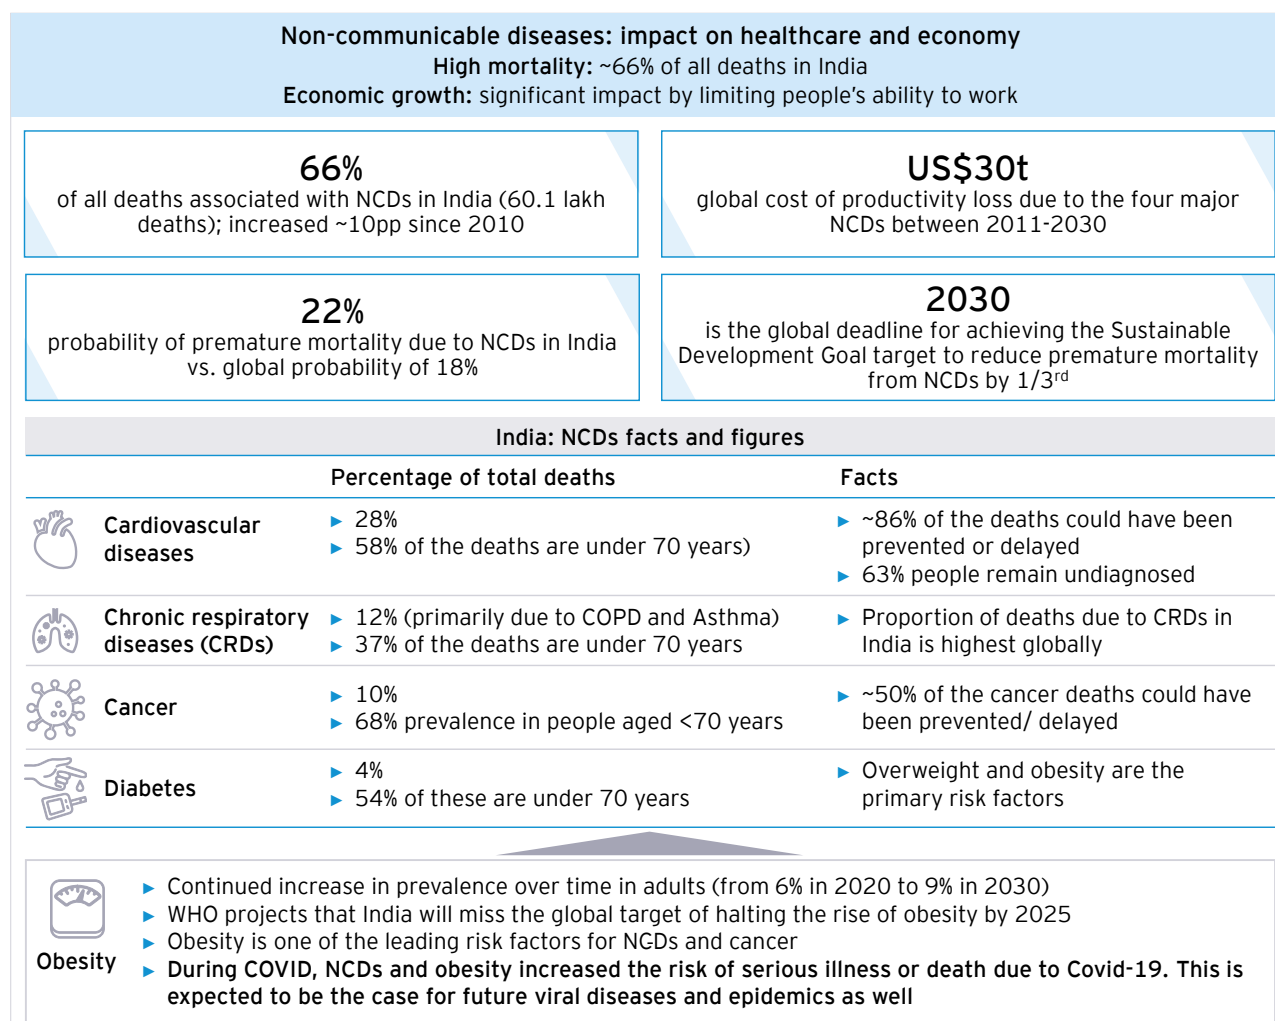 Non-communicable diseases: impact on healthcare and economy
High mortality: ~66% of all deaths in India
Economic growth: significant impact by limiting people's ability to work
66%
of all deaths associated with NCDs in India (60.1 lakh
deaths); increased ~10pp since 2010
US$30t
global cost of productivity loss due to the four major
NCDs between 2011-2030
22%
probability of premature mortality due to NCDs in India
vs. global probability of 18%
2030
is the global deadline for achieving the Sustainable
Development Goal target to reduce premature mortality
from NCDs by 1/3rd
India: NCDs facts and figures
Percentage of total deaths
Facts
Cardiovascular
diseases
► 28%
► 58% of the deaths are under 70 years)
► ~86% of the deaths could have been
prevented or delayed
► 63% people remain undiagnosed
Chronic respiratory
diseases (CRDs)
► 12% (primarily due to COPD and Asthma)
► 37% of the deaths are under 70 years
► Proportion of deaths due to CRDs in
India is highest globally
Cancer
► 10%
► 68% prevalence in people aged <70 years
► ~50% of the cancer deaths could have
been prevented/ delayed
Diabetes
► 4%
► 54% of these are under 70 years
► Overweight and obesity are the
primary risk factors
Obesity
► Continued increase in prevalence over time in adults (from 6% in 2020 to 9% in 2030)
► WHO projects that India will miss the global target of halting the rise of obesity by 2025
► Obesity is one of the leading risk factors for NCDs and cancer
► During COVID, NCDs and obesity increased the risk of serious illness or death due to Covid-19. This is
expected to be the case for future viral diseases and epidemics as well